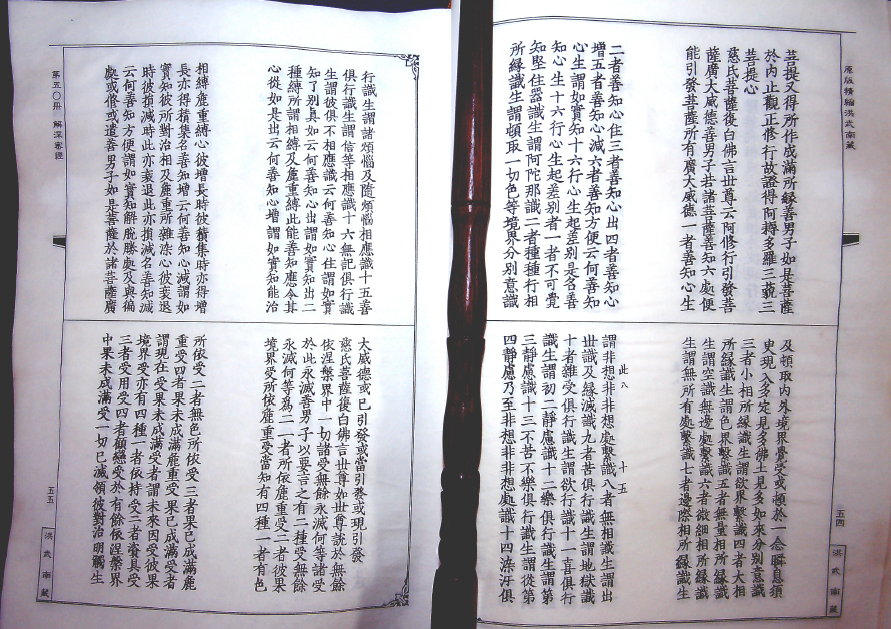 原版精縮洪武南藏
菩提又得所作成滿所緣善男子如是菩薩
於內止觀正修行故證得阿耨多羅三藐三
菩提心
慈氏菩薩復白佛言世尊云何修行引發菩
薩廣大威德善男子若諸菩薩善知六處便
能引發菩薩所有廣大威德一者善知心生
二者善知心住三者善知心出四者善知心
增五者善知心減六者善知方便云何善知
心生謂如實知十六行心生起差別是名善
知心生十六行心生起差別者一者不可覺
知堅住器識生謂阿陀那識二者種種行相
所緣識生謂頓取一切色等境界分別意識
及頓取內外境界覺受或頓於一念瞬息須
臾現入多定見多佛土見多如來分別意識
三者小相所緣識生謂欲界繫識四者大相
所緣識生謂色界繫識五者無量相所緣識
生謂空識無邊處繫識六者微細相所緣識
生謂無所有處繫識七者邊際相所緣識生
謂非想非非想處繫識八者無相識生謂出
世識及緣滅識九者苦俱行識生謂地獄識
十者雜受俱行識生謂欲行識十一喜俱行
識生謂初二靜慮識十二樂俱行識生謂第
三靜慮識十三不苦不樂俱行識生謂從第
四靜慮乃至非想非非想處識十四染汙俱
此八
十五
五四
洪武南藏
行識生謂諸煩惱及隨煩惱相應識十五善
俱行識生謂信等相應識十六無記俱行識
生謂彼俱不相應識云何善知心住謂如實
知了別真如云何善知心出謂如實知出二
種縛所謂相縛及麤重縛此能善知應令其
心從如是出云何善知心增謂如實知能治
相縛麤重縛心彼增長時彼積集時亦得增
長亦得積集名善知增云何善知心減謂如
實知彼所對治相及麤重所雜染心彼衰退
時彼損減時此亦衰退此亦損減名善知減
云何善知方便謂如實知解脫勝處及與徧
處或修或遣善男子如是菩薩於諸菩薩廣
大威德或已引發或當引發或現引發
慈氏菩薩復白佛言世尊如世尊說於無餘
依涅槃界中一切諸受無餘永滅何等諸受
於此永滅善男子以要言之有二種受無餘
永滅何等為二一者所依麤重受二者彼果
境界受所依麤重受當知有四種一者有色
所依受二者無色所依受三者果已成滿麤
重受四者果未成滿麤重受果已成滿受者
謂現在受果未成滿受者謂未來因受彼果
境界受亦有四種一者依持受二者資具受
三者受用受四者顧戀受於有餘依涅槃界
中果未成滿受一切已滅領彼對治明觸生
第五〇冊
解深密經
五五
洪武南藏